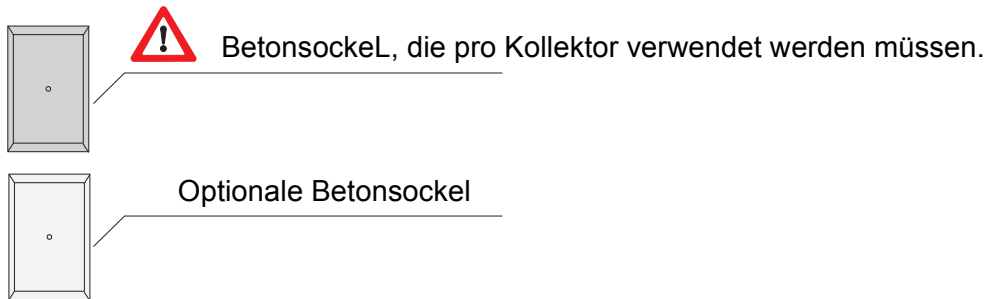 BetonsockeL, die pro Kollektor verwendet werden müssen.
Optionale Betonsockel